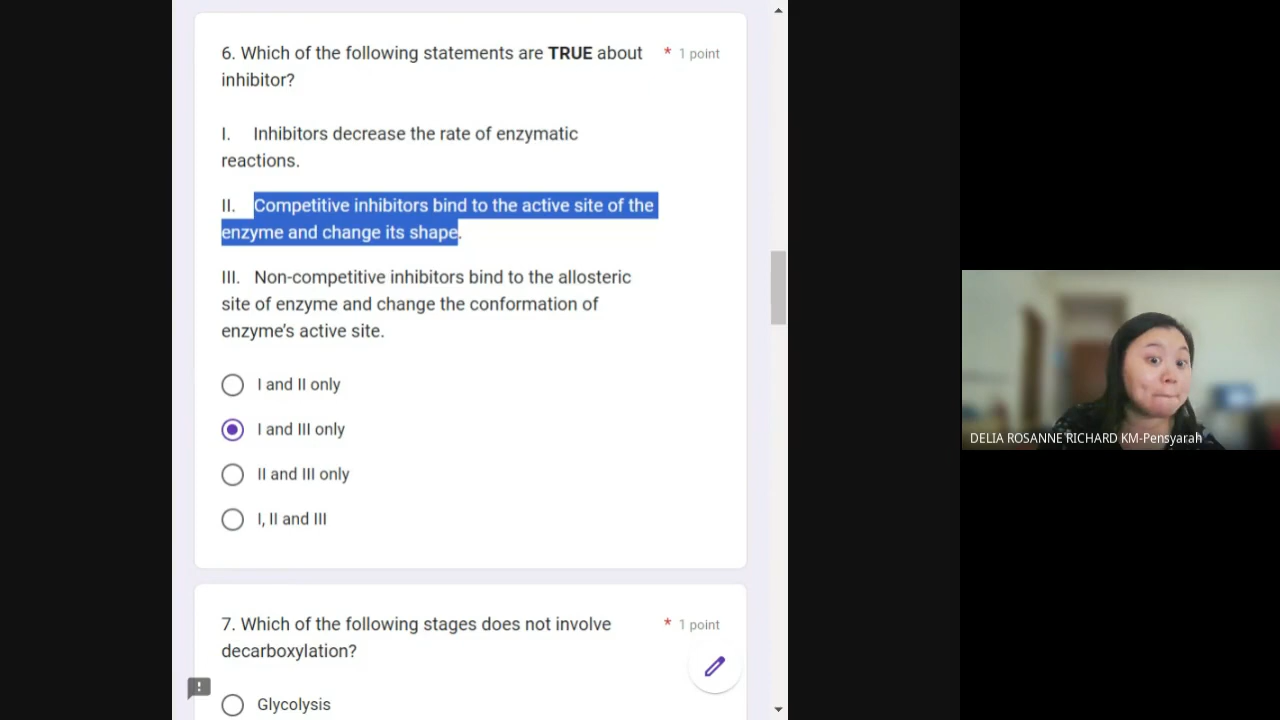 6. Which of the following statements are TRUE about * 1 point
inhibitor?
I. Inhibitors decrease the rate of enzymatic
reactions.
II. Competitive inhibitors bind to the active site of the
enzyme and change its shape.
III. Non-competitive inhibitors bind to the allosteric
site of enzyme and change the conformation of
enzyme's active site.
I and II only
I and III only
II and III only
I, II and III
7. Which of the following stages does not involve * 1 point
decarboxylation?
Glycolysis
DELIA ROSANNE RICHARD KM-Pensyarah